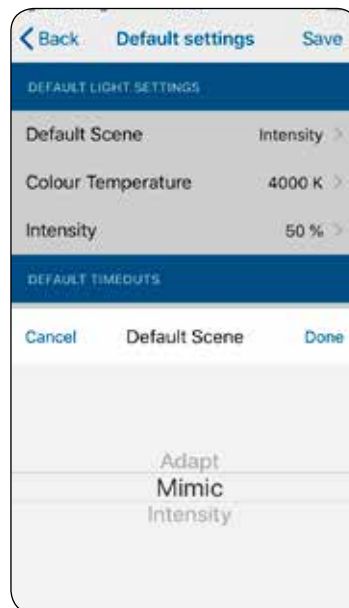 Back Default settings Save
DEFAULT LIGHT SETTINGS
Default Scene Intensity
Colour Temperature 4000 K
Intensity 50 %
DEFAULT TIMEOUTS
Cancel Default Scene Done
Adapt
Mimic
Intensity